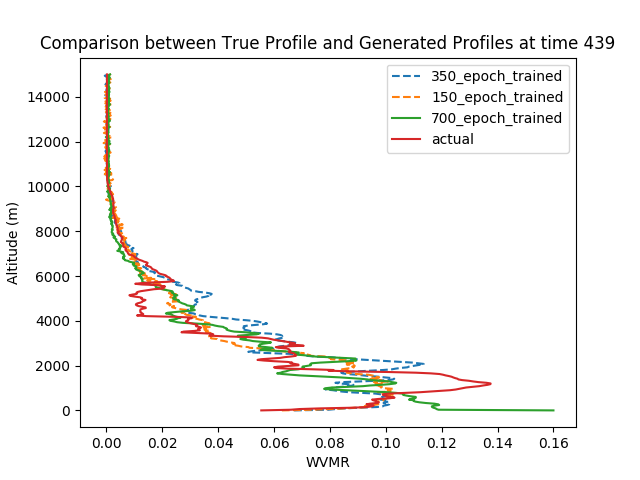 Comparison between True Profile and Generated Profiles at time 439
350_epoch_trained
150_epoch_trained
700_epoch_trained
actual
Altitude (m)
14000
12000
10000
8000
6000
4000
2000
0
0.00 0.02 0.04 0.06 0.08 0.10 0.12 0.14 0.16
WVMR